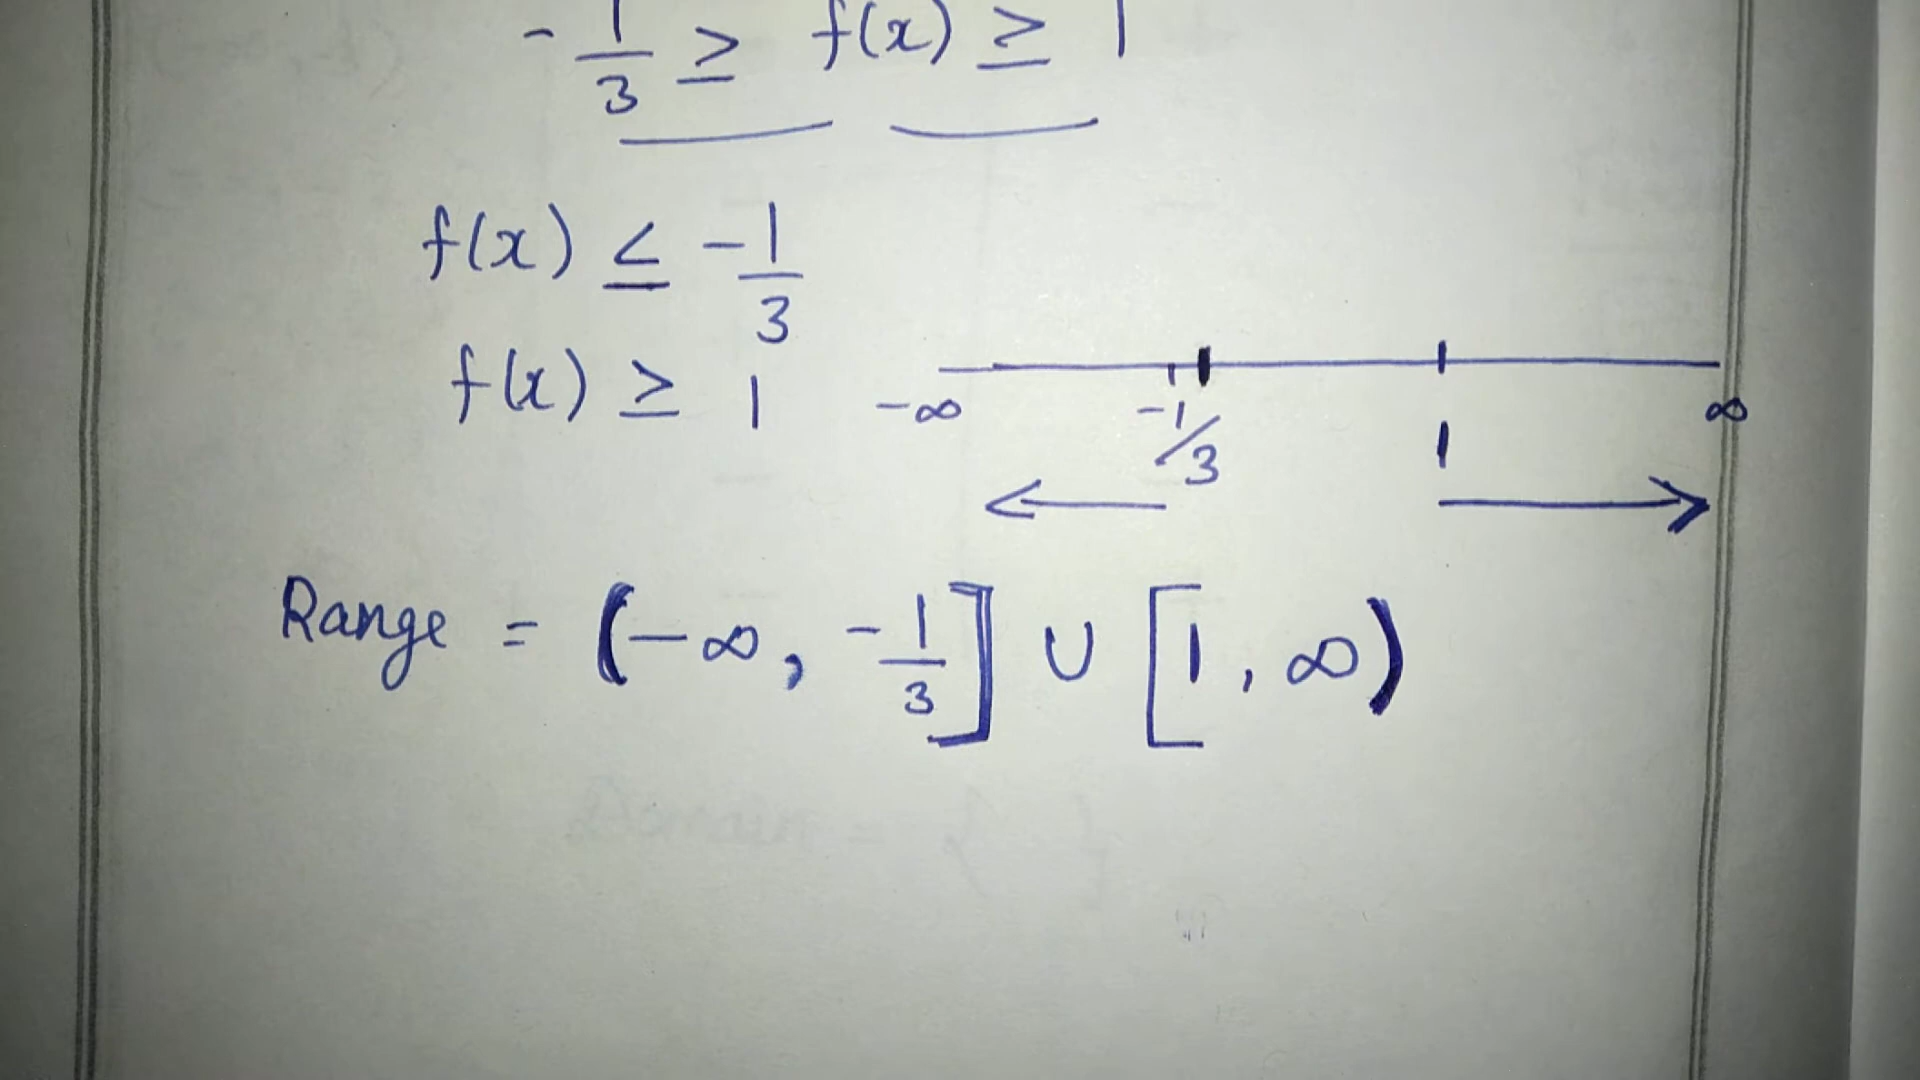 -1/3 ≥ f(x) ≥ 1
f(x) ≤ -1/3
f(x) ≥ 1
-∞ -1/3 1 ∞
Range = (-∞, -1/3] ∪ [1, ∞)